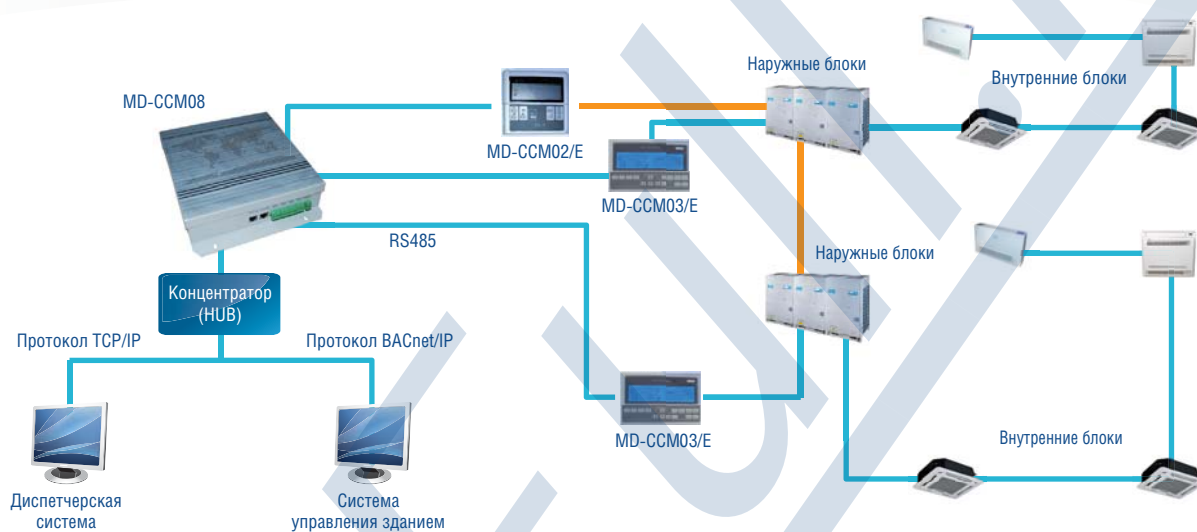 Наружные блоки
Внутренние блоки
MD-CCM08
MD-CCM02/E
MD-CCM03/E
RS485
Наружные блоки
Концентратор
(HUB)
Протокол TCP/IP
Протокол BACnet/IP
MD-CCM03/E
Внутренние блоки
Диспетчерская
система
Система
управления зданием